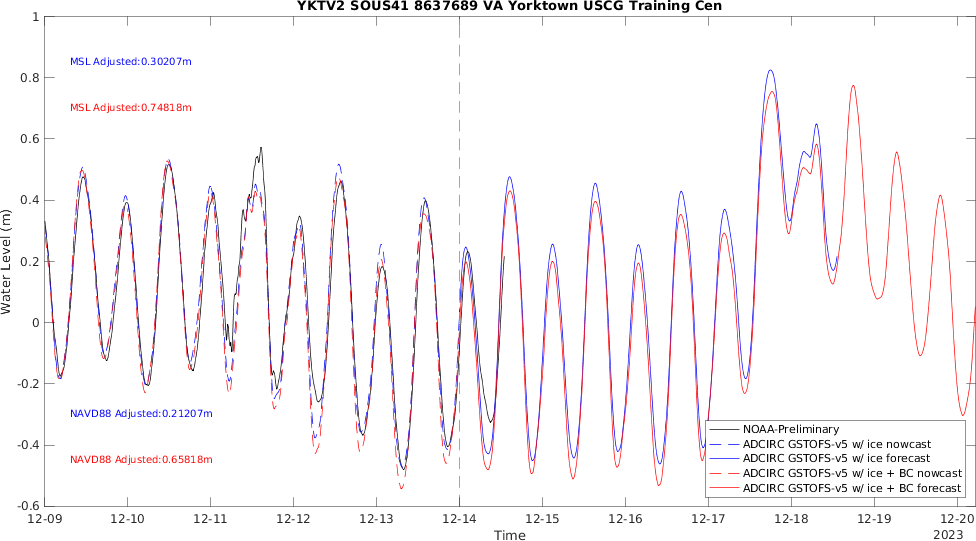 YKTV2 SOUS41 8637689 VA Yorktown USCG Training Cen
Water Level (m)
1
0.8
0.6
0.4
0.2
0
-0.2
-0.4
-0.6
MSL Adjusted:0.30207m
MSL Adjusted:0.74818m
NAVD88 Adjusted:0.21207m
NAVD88 Adjusted:0.65818m
NOAA-Preliminary
ADCIRC GSTOFS-v5 w/ ice nowcast
ADCIRC GSTOFS-v5 w/ ice forecast
ADCIRC GSTOFS-v5 w/ice + BC nowcast
ADCIRC GSTOFS-v5 w/ice + BC forecast
12-09 12-10 12-11 12-12 12-13 12-14 12-15 12-16 12-17 12-18 12-19 12-20
Time
2023